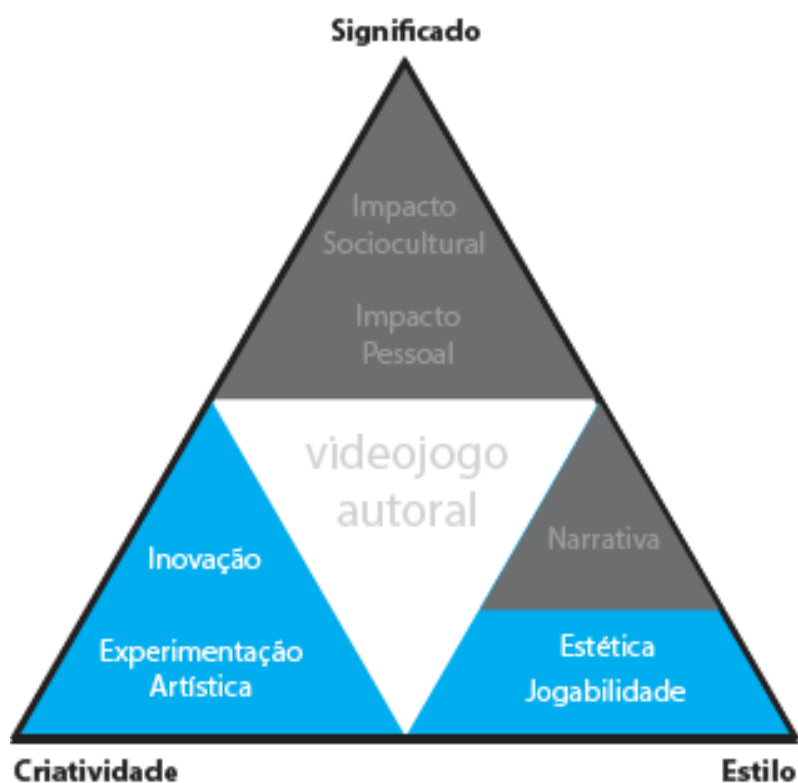 Significado
Impacto
Sociocultural
Impacto
Pessoal
videojogo
autoral
Narrativa
Inovação
Experimentação
Artística
Estética
Jogabilidade
Criatividade
Estilo